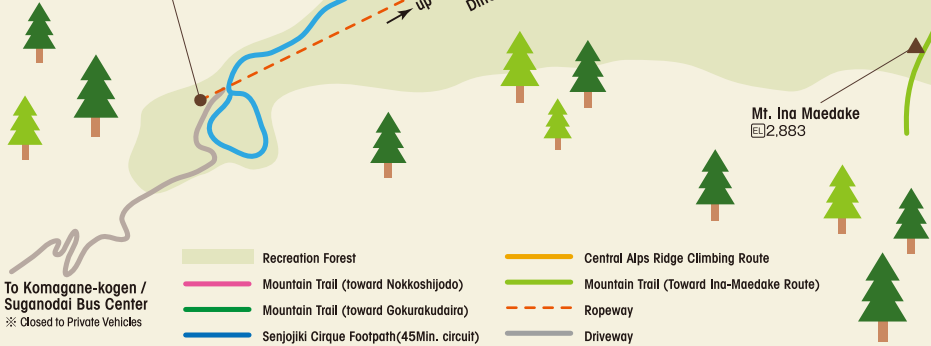 up
Mt. Ina Maedake
EL 2,883
To Komagane-kogen /
Suganodai Bus Center
※ Closed to Private Vehicles
Recreation Forest
Mountain Trail (toward Nokkoshijodo)
Mountain Trail (toward Gokurakudaira)
Senjojiki Cirque Footpath(45Min. circuit)
Central Alps Ridge Climbing Route
Mountain Trail (Toward Ina-Maedake Route)
Ropeway
Driveway